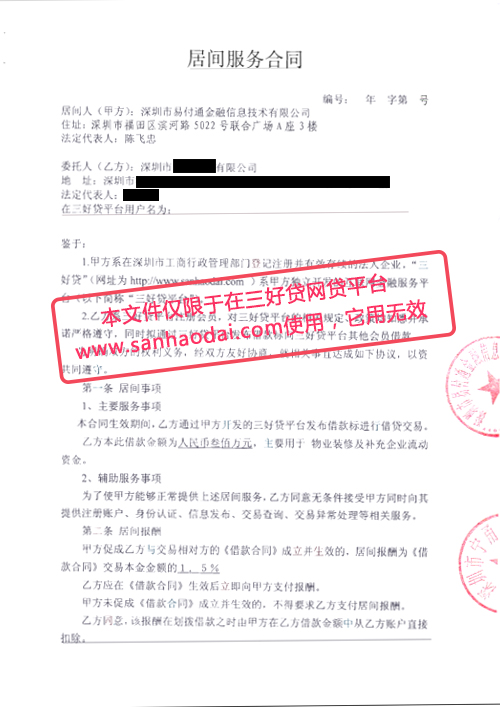 居间服务合同
编号： 年 字第 号
居间人（甲方）：深圳市易付通金融信息技术有限公司
住址：深圳市福田区滨河路 5022 号联合广场 A 座 3 楼
法定代表人：陈飞忠
委托人（乙方）：深圳市 有限公司
地 址：深圳市
法定代表人：
在三好贷平台用户名为：
鉴于：
1.甲方系在深圳市工商行政管理部门登记注册并有效存续的法人企业。“三
好贷”（网址为 http://www.sanhaodai.com ）系甲方 金融服务平
台（以下简称“三好贷平台
本文件仅限于在三好贷网贷平台
www.sanhaodai.com使用，它用无效
2.乙方 注册会员，对三好贷平台
诺严格遵守，同时拟通过三好贷 发布借款标向三好贷平台其他会员借款
权利义务，经双方友好协商，就相关事宜达成如下协议，以资
共同遵守。
第一条 居间事项
1、主要服务事项
本合同生效期间，乙方通过甲方开发的三好贷平台发布借款标进行借贷交易。
乙方本此借款金额为人民币叁佰万元，主要用于 物业装修及补充企业流动
资金。
2、辅助服务事项
为了使甲方能够正常提供上述居间服务，乙方同意无条件接受甲方同时向其
提供注册账户、身份认证、信息发布、交易查询、交易异常处理等相关服务。
第二条 居间报酬
甲方促成乙方与交易相对方的《借款合同》成立并生效的，居间报酬为《借
款合同》交易本金金额的1．5％
乙方应在《借款合同》生效后立即向甲方支付报酬。
甲方未促成《借款合同》成立并生效的，不得要求乙方支付居间报酬。
乙方同意，该报酬在划拨借款之时由甲方在乙方借款金额中从乙方账户直接
扣除。